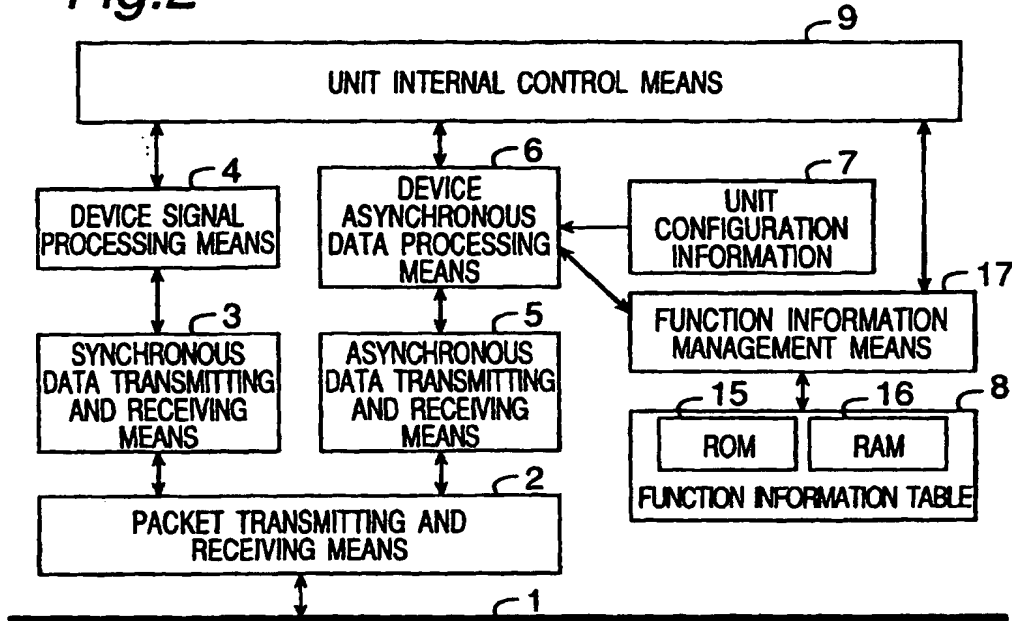 Fig.2
9
UNIT INTERNAL CONTROL MEANS
4
DEVICE SIGNAL
PROCESSING MEANS
6
DEVICE
ASYNCHRONOUS
DATA PROCESSING
MEANS
7
UNIT
CONFIGURATION
INFORMATION
17
FUNCTION INFORMATION
MANAGEMENT MEANS
3
SYNCHRONOUS
DATA TRANSMITTING
AND RECEIVING
MEANS
5
ASYNCHRONOUS
DATA TRANSMITTING
AND RECEIVING
MEANS
15
ROM
16
RAM
8
FUNCTION INFORMATION TABLE
2
PACKET TRANSMITTING AND
RECEIVING MEANS
1